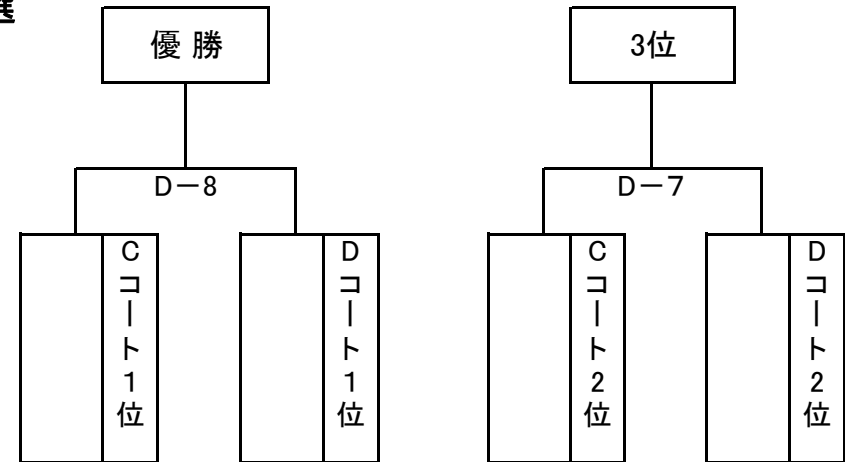 優 勝
3位
D－8
D－7
Cコート1位
Dコート1位
Cコート2位
Dコート2位